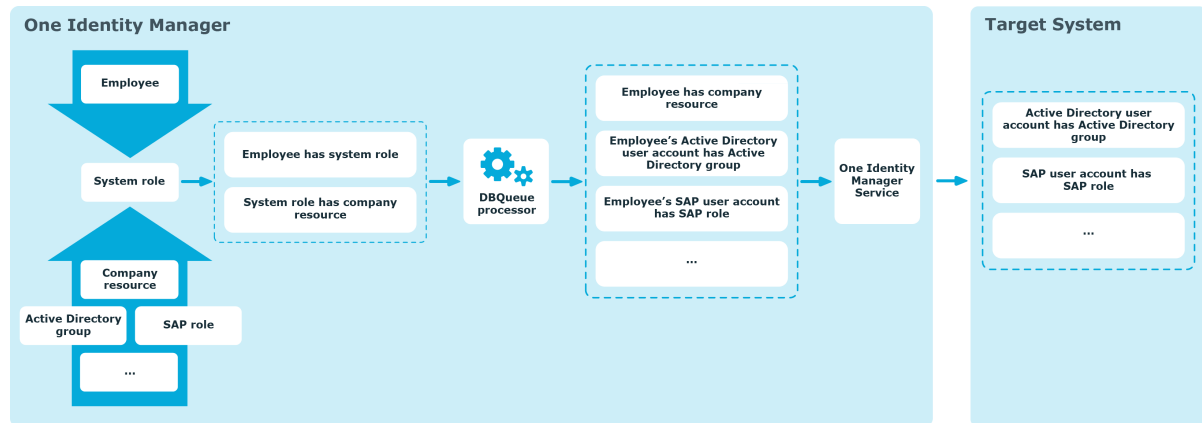 One Identity Manager
Target System
Employee
System role
Company
resource
Active Directory
group
SAP role
...
Employee has system role
System role has company
resource
DBQueue
processor
Employee has company
resource
Employee's Active Directory
user account has Active
Directory group
Employee's SAP user account
has SAP role
...
One Identity
Manager
Service
Active Directory user
account has Active Directory
group
SAP user account has
SAP role
...